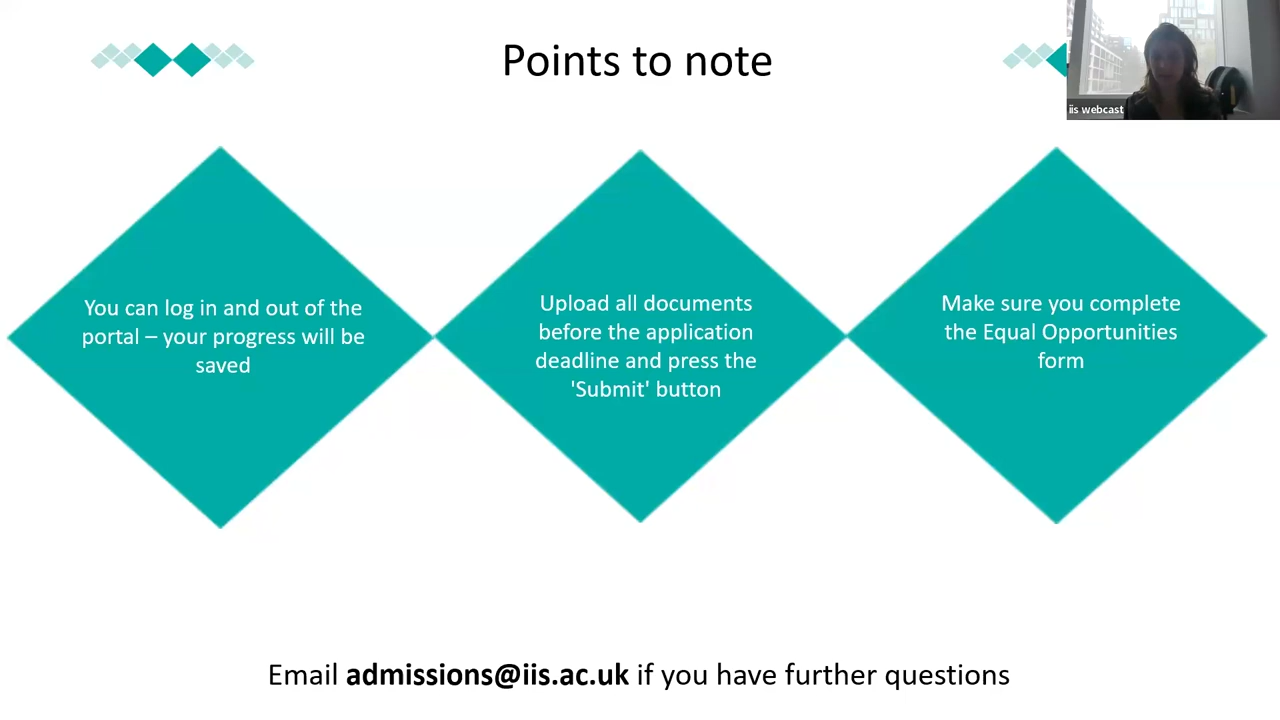 Points to note
iis webcast
You can log in and out of the
portal – your progress will be
saved
Upload all documents
before the application
deadline and press the
'Submit' button
Make sure you complete
the Equal Opportunities
form
Email admissions@iis.ac.uk if you have further questions